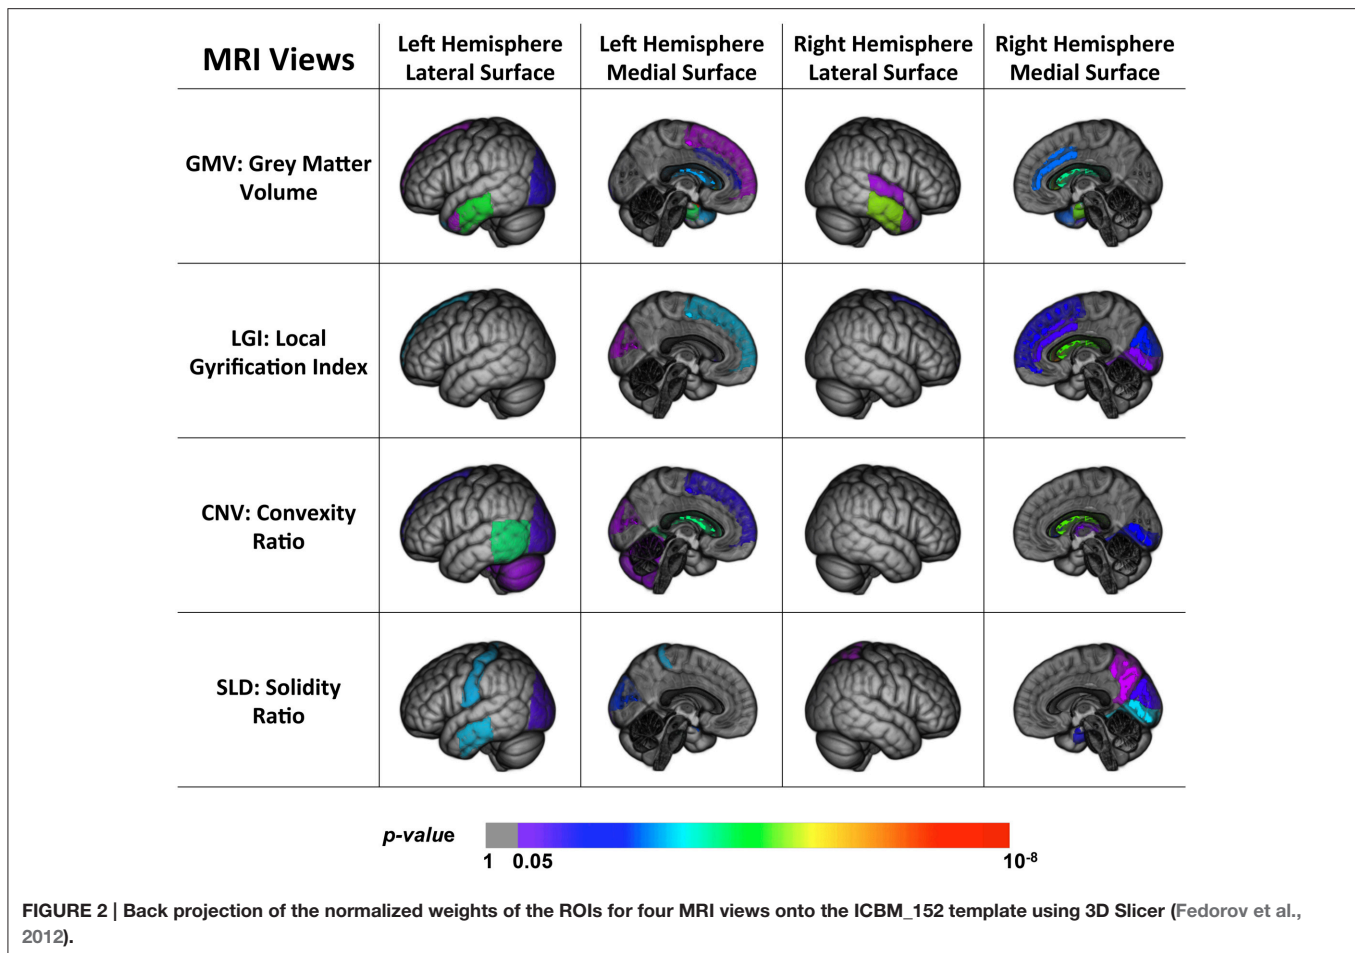 MRI Views
Left Hemisphere
Lateral Surface
Left Hemisphere
Medial Surface
Right Hemisphere
Lateral Surface
Right Hemisphere
Medial Surface
GMV: Grey Matter
Volume
LGI: Local
Gyrification Index
CNV: Convexity
Ratio
SLD: Solidity
Ratio
p-value
1 0.05 10⁻⁸
FIGURE 2 | Back projection of the normalized weights of the ROIs for four MRI views onto the ICBM_152 template using 3D Slicer (Fedorov et al.,
2012).